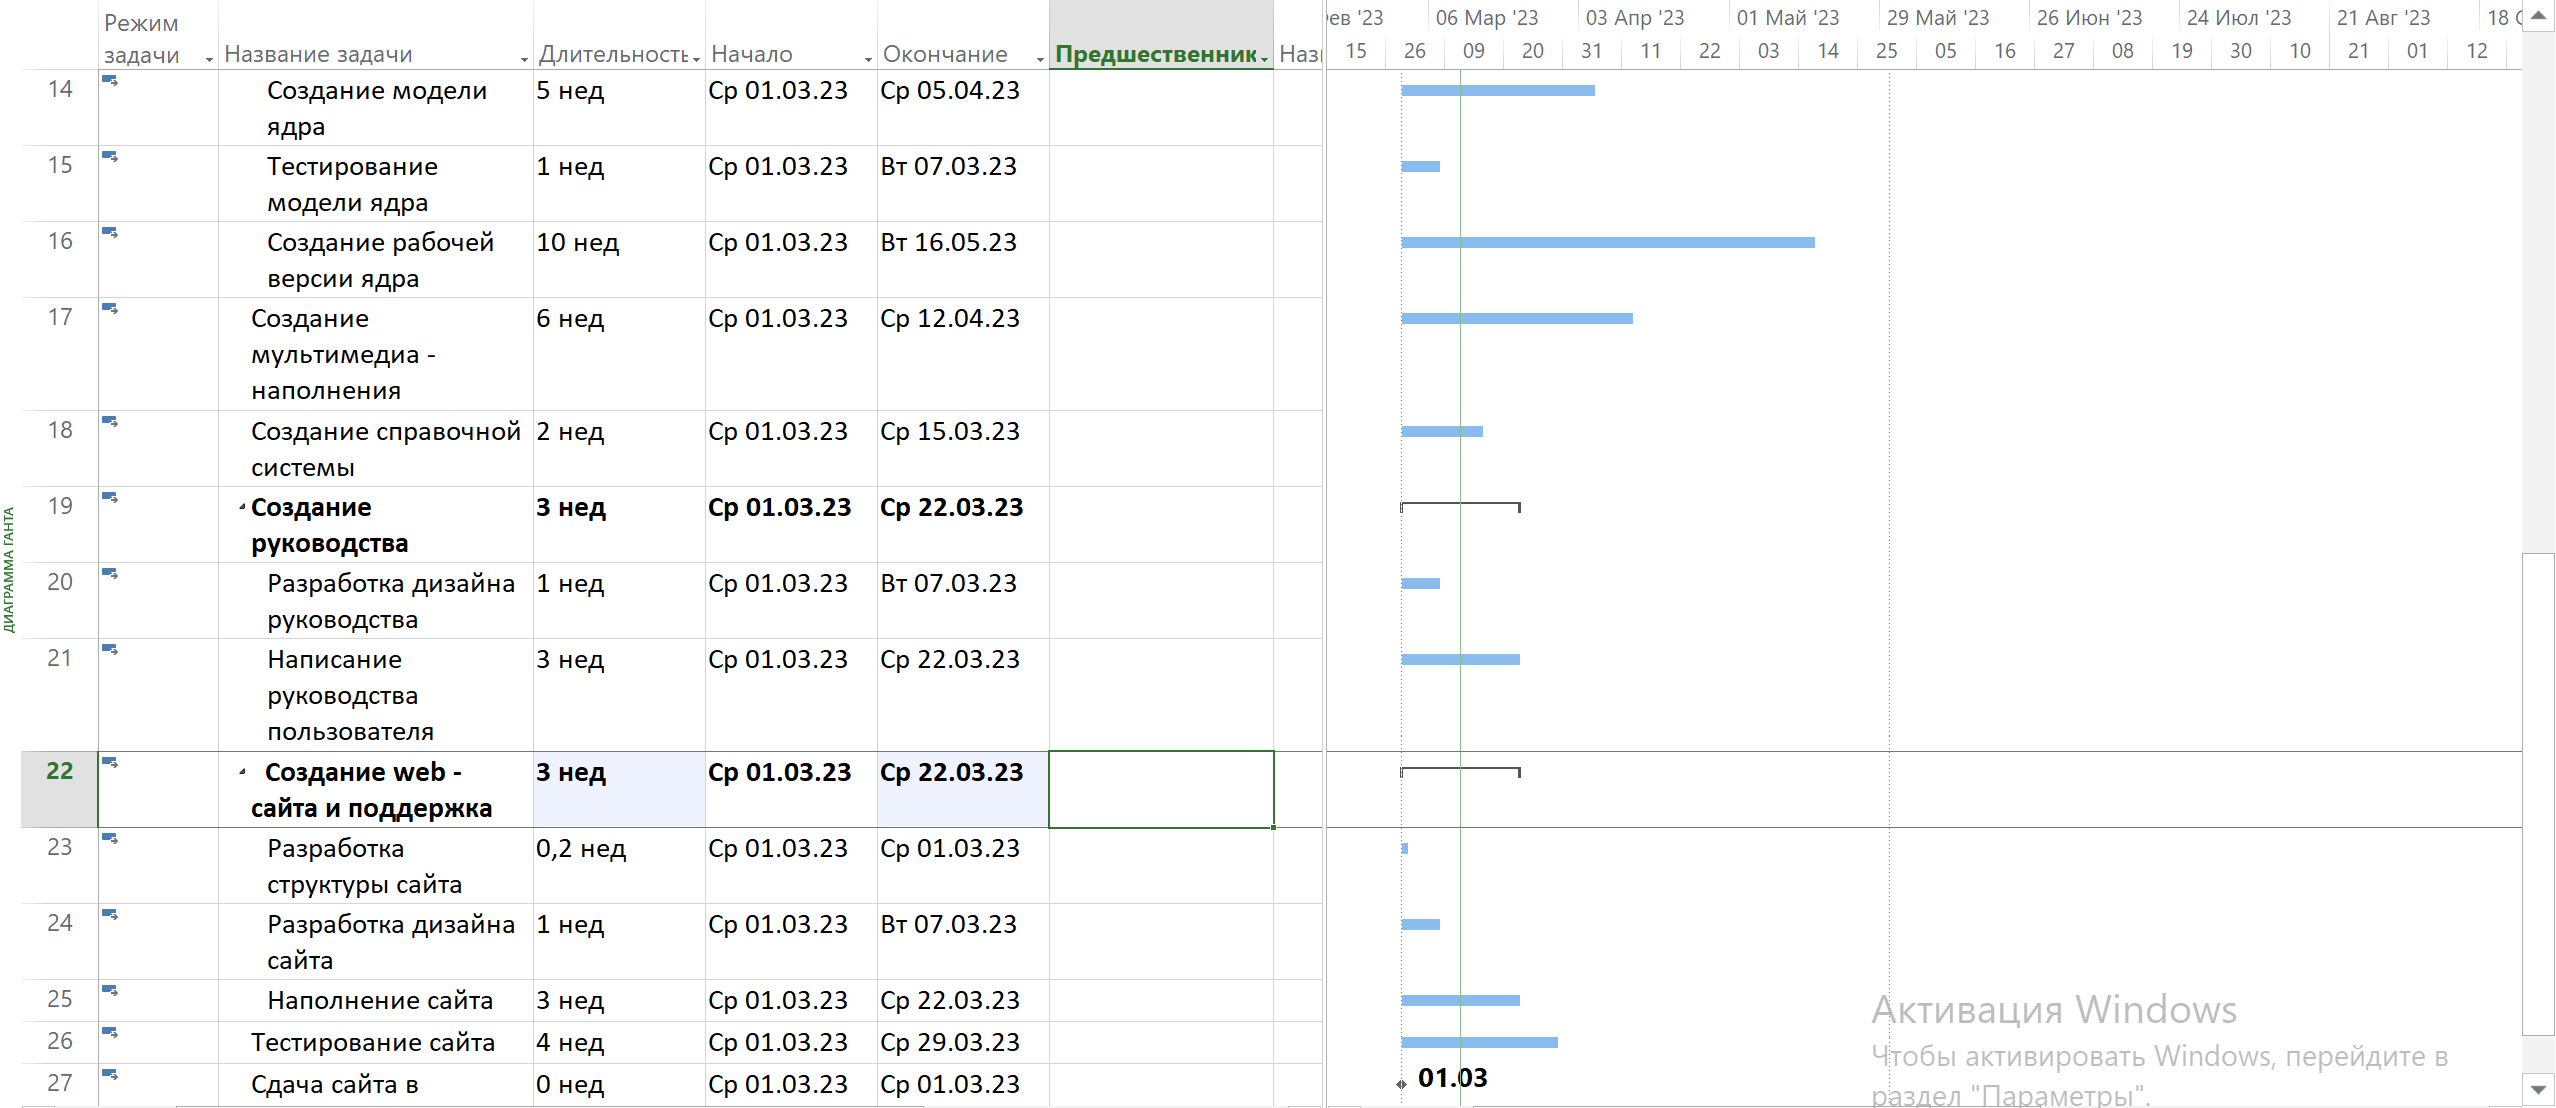 Режим
задачи Название задачи Длительность Начало Окончание Предшественник
06 Мар '23 03 Апр '23 01 Май '23 29 Май '23 26 Июн '23 24 Июл '23 21 Авг '23 18
15 26 09 20 31 11 22 03 14 25 05 16 27 08 19 30 10 21 01 12
14 Создание модели 5 нед Ср 01.03.23 Ср 05.04.23
ядра
15 Тестирование 1 нед Ср 01.03.23 Вт 07.03.23
модели ядра
16 Создание рабочей 10 нед Ср 01.03.23 Вт 16.05.23
версии ядра
17 Создание 6 нед Ср 01.03.23 Ср 12.04.23
мультимедиа -
наполнения
18 Создание справочной 2 нед Ср 01.03.23 Ср 15.03.23
системы
19 Создание 3 нед Ср 01.03.23 Ср 22.03.23
руководства
20 Разработка дизайна 1 нед Ср 01.03.23 Вт 07.03.23
руководства
21 Написание 3 нед Ср 01.03.23 Ср 22.03.23
руководства
пользователя
22 Создание web - 3 нед Ср 01.03.23 Ср 22.03.23
сайта и поддержка
23 Разработка 0,2 нед Ср 01.03.23 Ср 01.03.23
структуры сайта
24 Разработка дизайна 1 нед Ср 01.03.23 Вт 07.03.23
сайта
25 Наполнение сайта 3 нед Ср 01.03.23 Ср 22.03.23
26 Тестирование сайта 4 нед Ср 01.03.23 Ср 29.03.23
27 Сдача сайта в 0 нед Ср 01.03.23 Ср 01.03.23
01.03
ДИАГРАММА ГАНТА
Активация Windows
Чтобы активировать Windows, перейдите в
раздел "Параметры".